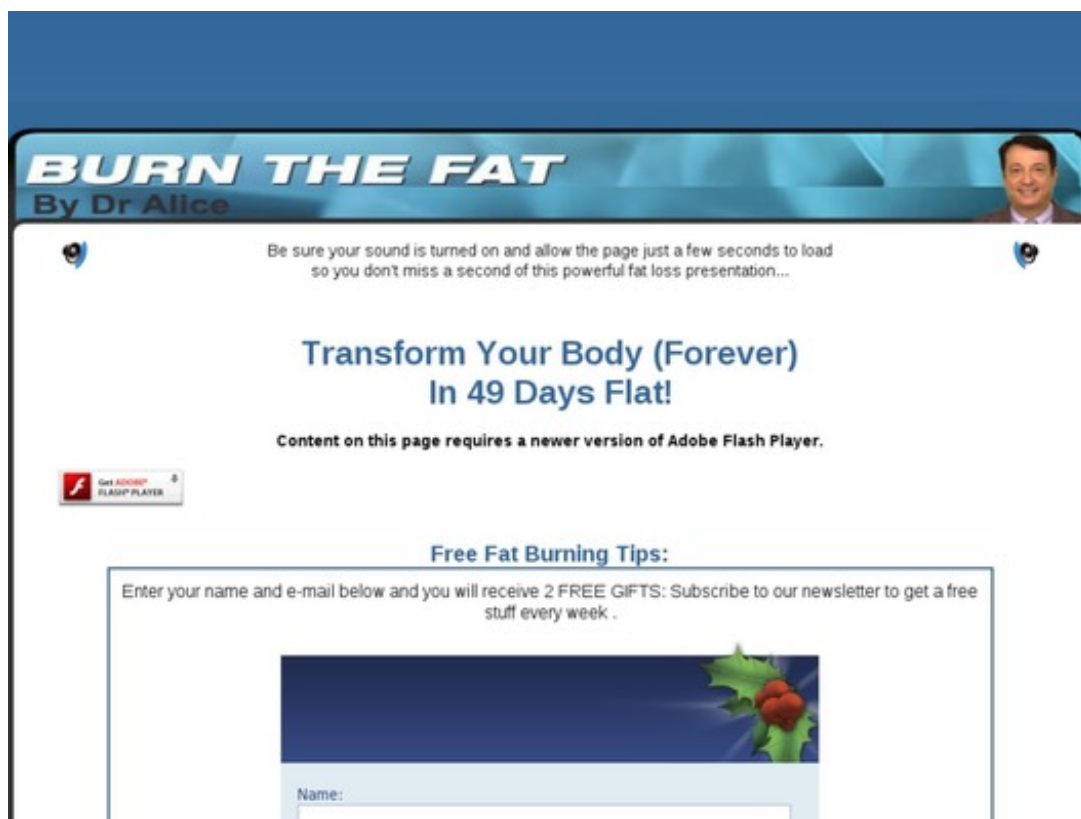 BURN THE FAT
By Dr Alice
Be sure your sound is turned on and allow the page just a few seconds to load
so you don't miss a second of this powerful fat loss presentation...
Transform Your Body (Forever)
In 49 Days Flat!
Content on this page requires a newer version of Adobe Flash Player.
Get ADOBE®
FLASH® PLAYER
Free Fat Burning Tips:
Enter your name and e-mail below and you will receive 2 FREE GIFTS: Subscribe to our newsletter to get a free
stuff every week .
Name: